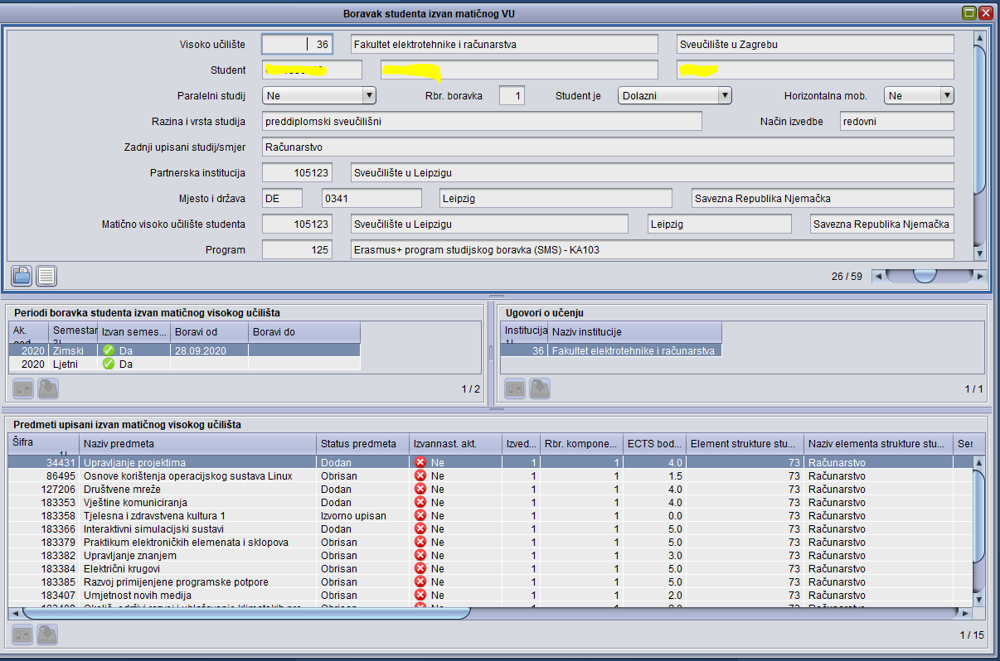 Boravak studenta izvan matičnog VU
Visoko učilište 36 Fakultet elektrotehnike i računarstva Sveučilište u Zagrebu
Student
Paralelni studij Ne Rbr. boravka 1 Student je Dolazni Horizontalna mob. Ne
Razina i vrsta studija preddiplomski sveučilišni Način izvedbe redovni
Zadnji upisani studij/smjer Računarstvo
Partnerska institucija 105123 Sveučilište u Leipzigu
Mjesto i država DE 0341 Leipzig Savezna Republika Njemačka
Matično visoko učilište studenta 105123 Sveučilište u Leipzigu Leipzig Savezna Republika Njemačka
Program 125 Erasmus+ program studijskog boravka (SMS) - KA103
26 / 59
Periodi boravka studenta izvan matičnog visokog učilišta
Ak. god. Semestar Izvan semes... Boravi od Boravi do
2020 Zimski Da 28.09.2020
2020 Ljetni Da
1 / 2
Ugovori o učenju
Institucija Naziv institucije
36 Fakultet elektrotehnike i računarstva
1 / 1
Predmeti upisani izvan matičnog visokog učilišta
Šifra Naziv predmeta Status predmeta Izvannast. akt. Izved... Rbr. kompone... ECTS bod... Element strukture stu... Naziv elementa strukture stu... Ser
34431 Upravljanje projektima Dodan Ne 1 1 4.0 73 Računarstvo
86495 Osnove korištenja operacijskog sustava Linux Obrisan Ne 1 1 1.5 73 Računarstvo
127206 Društvene mreže Dodan Ne 1 1 4.0 73 Računarstvo
183353 Vještine komuniciranja Dodan Ne 1 1 4.0 73 Računarstvo
183358 Tjelesna i zdravstvena kultura 1 Izvorno upisan Ne 1 1 0.0 73 Računarstvo
183366 Interaktivni simulacijski sustavi Dodan Ne 1 1 5.0 73 Računarstvo
183379 Praktikum elektroničkih elemenata i sklopova Obrisan Ne 1 1 5.0 73 Računarstvo
183382 Upravljanje znanjem Obrisan Ne 1 1 3.0 73 Računarstvo
183384 Električni krugovi Obrisan Ne 1 1 5.0 73 Računarstvo
183385 Razvoj primijenjene programske potpore Obrisan Ne 1 1 5.0 73 Računarstvo
183407 Umjetnost novih medija Obrisan Ne 1 1 2.0 73 Računarstvo
1 / 15